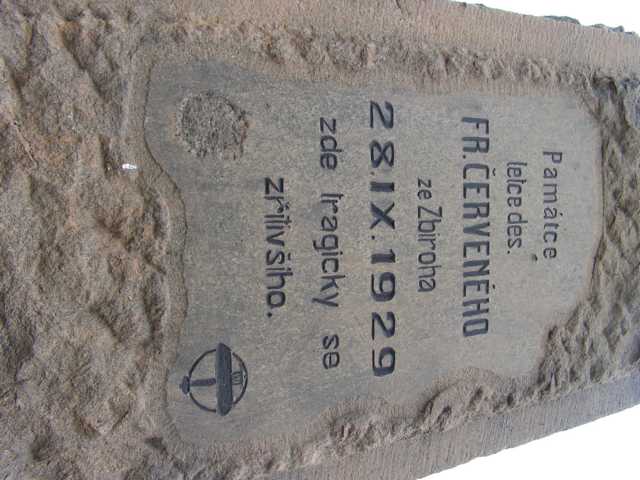 Památce
letce des.
FR. ČERVENÉHO
ze Zbiroha
28. IX. 1929
zde tragicky se
zřítivšího.